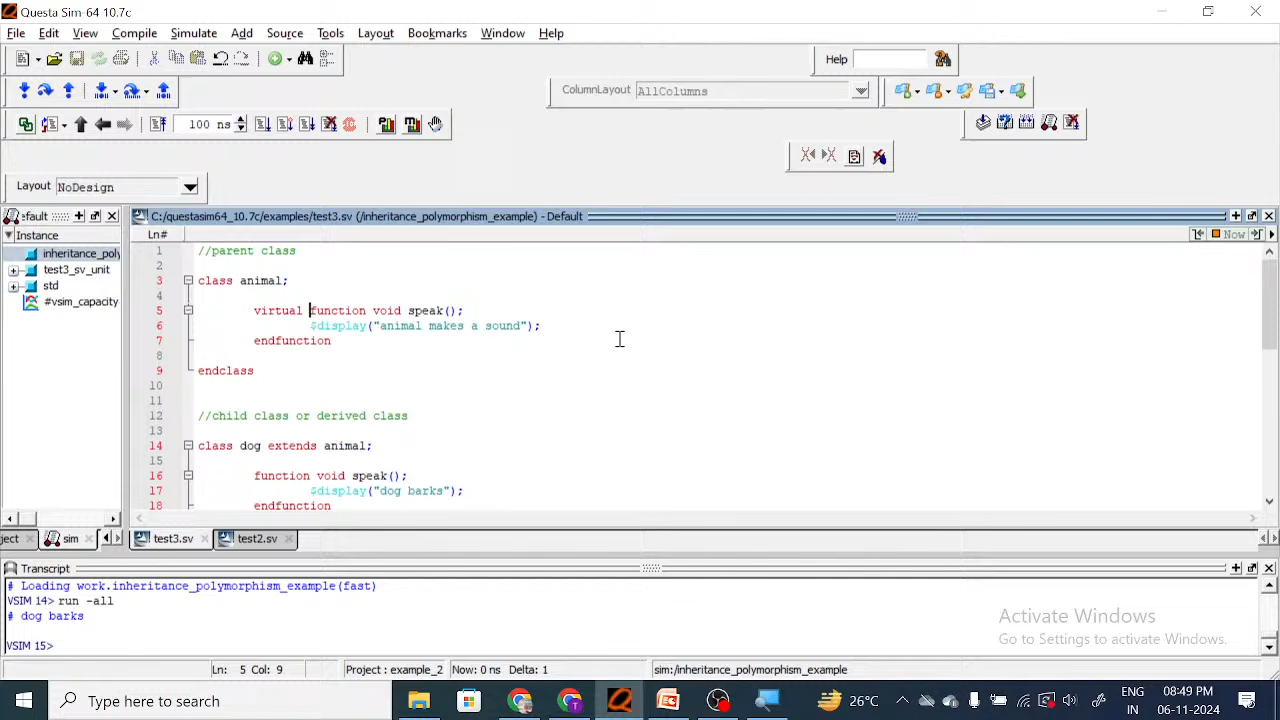 Questa Sim-64 10.7c
File Edit View Compile Simulate Add Source Tools Layout Bookmarks Window Help
Help
ColumnLayout AllColumns
100 ns
Layout NoDesign
efault
C:/questasim64_10.7c/examples/test3.sv (/inheritance_polymorphism_example) - Default
Instance
Ln#
Now
inheritance_poly
test3_sv_unit
std
#vsim_capacity
1 //parent class
2
3 class animal;
4
5 virtual function void speak();
6 $display("animal makes a sound");
7 endfunction
8
9 endclass
10
11
12 //child class or derived class
13
14 class dog extends animal;
15
16 function void speak();
17 $display("dog barks");
18 endfunction
ject sim test3.sv test2.sv
Transcript
# Loading work.inheritance_polymorphism_example(fast)
VSIM 14> run -all
# dog barks
VSIM 15>
Activate Windows
Go to Settings to activate Windows.
Ln: 5 Col: 9 Project : example_2 Now: 0 ns Delta: 1 sim:/inheritance_polymorphism_example
Type here to search
26°C
ENG
IN
08:49 PM
06-11-2024